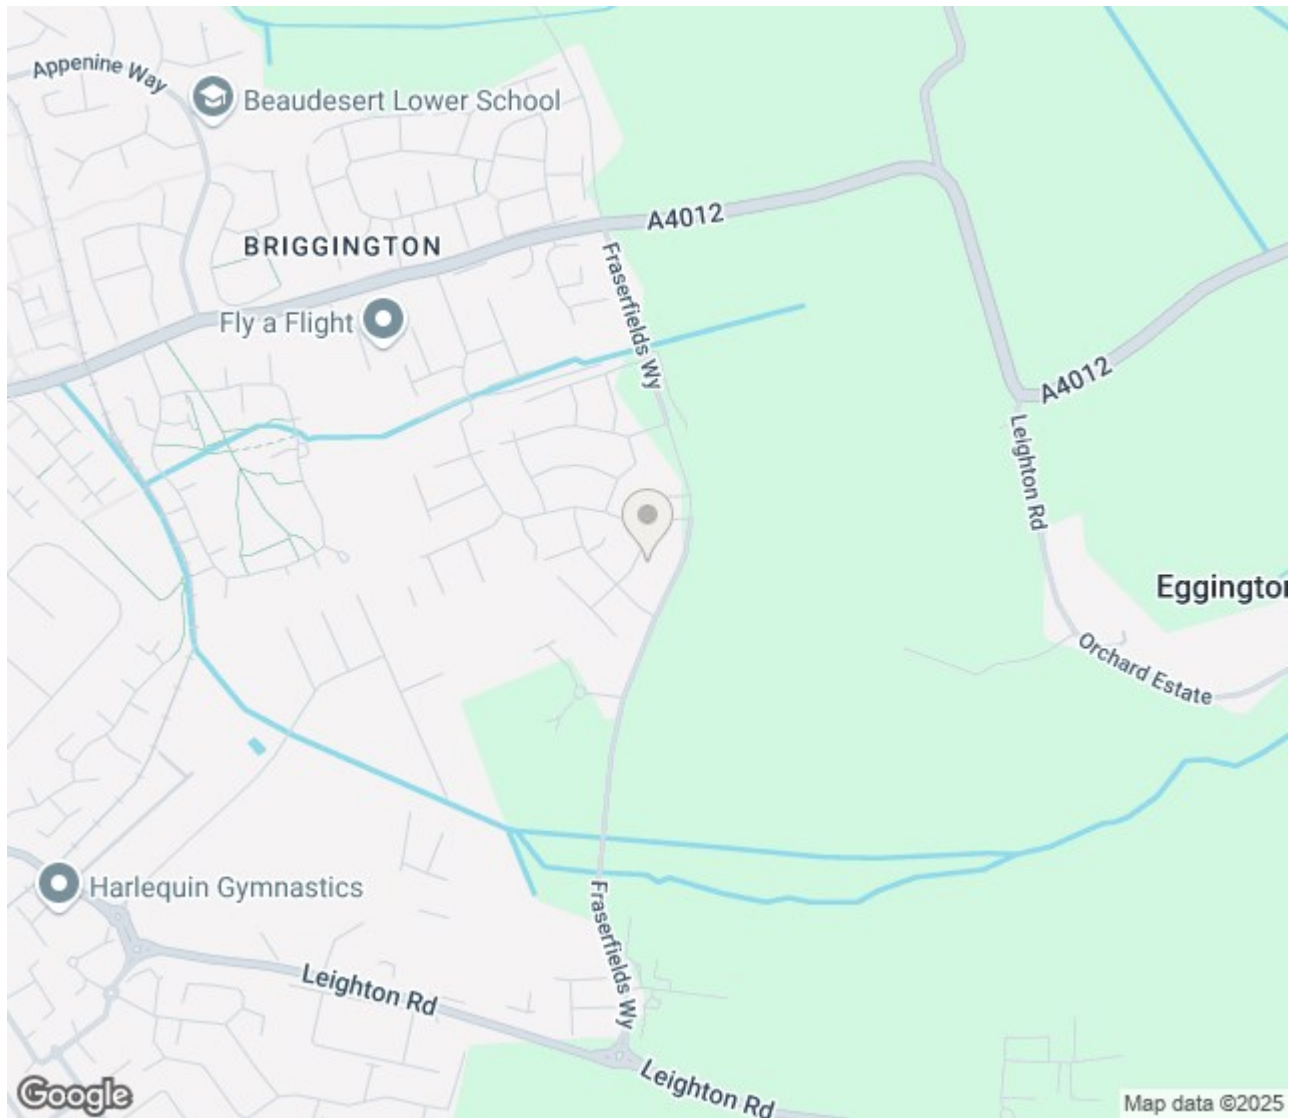 Appenine Way
Beaudesert Lower School
A4012
BRIGGINGTON
Fraserfields Wy
Fly a Flight
A4012
Leighton Rd
Eggington
Orchard Estate
Harlequin Gymnastics
Fraserfields Wy
Leighton Rd
Leighton Rd
Google
Map data ©2025